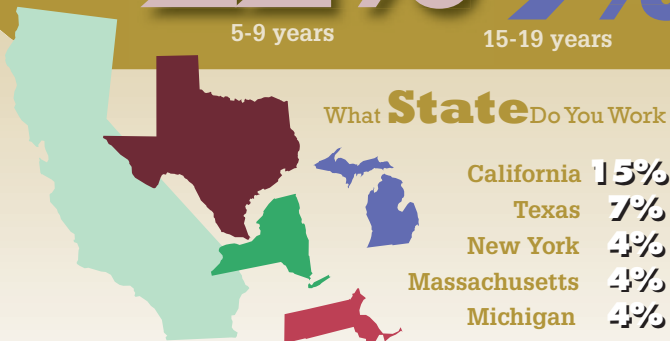 5-9 years
15-19 years
What State Do You Work
California 15%
Texas 7%
New York 4%
Massachusetts 4%
Michigan 4%